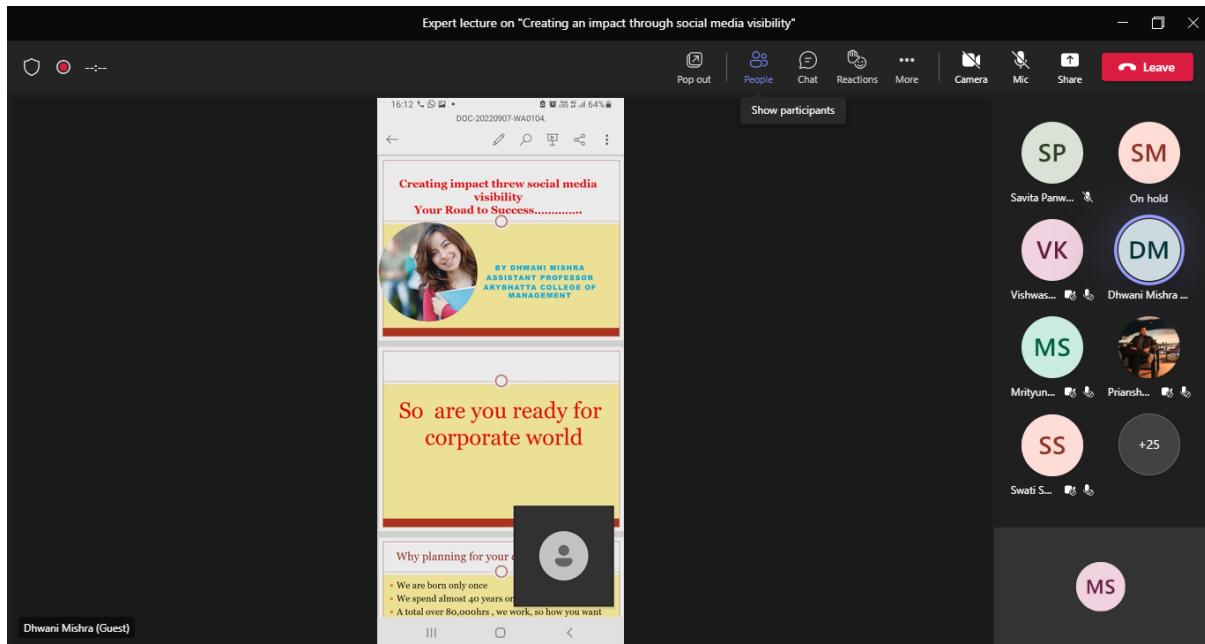 Expert lecture on "Creating an impact through social media visibility"
--:--
Pop out
People
Chat
Reactions
More
Camera
Mic
Share
Leave
Show participants
16:12
64%
DOC-20220907-WA0104.
Creating impact threw social media
visibility
Your Road to Success.............
BY DHWANI MISHRA
ASSISTANT PROFESSOR
ARYBHATTA COLLEGE OF
MANAGEMENT
So are you ready for
corporate world
Why planning for your
• We are born only once
• We spend almost 40 years
• A total over 80,000hrs , we work, so how you want
Dhwani Mishra (Guest)
SP
Savita Panw...
SM
On hold
VK
Vishwas...
DM
Dhwani Mishra ...
MS
Mrityun...
Priansh...
SS
Swati S...
+25
MS